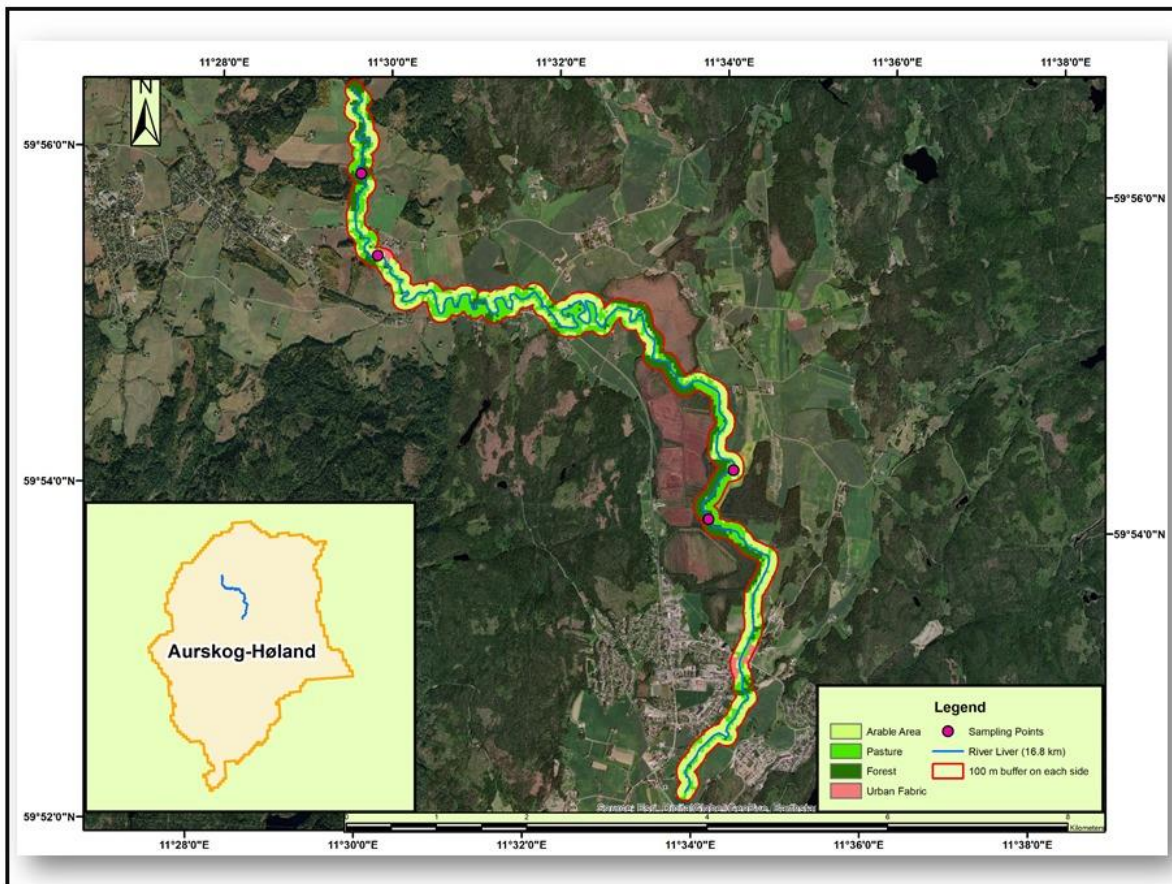 11°28'0"E 11°30'0"E 11°32'0"E 11°34'0"E 11°36'0"E 11°38'0"E
N
59°56'0"N
59°56'0"N
59°54'0"N
59°54'0"N
59°52'0"N
Aurskog-Høland
Legend
Arable Area
Pasture
Forest
Urban Fabric
Sampling Points
River Liver (16.8 km)
100 m buffer on each side
0 1 2 4 6 8
Kilometers
11°28'0"E 11°30'0"E 11°32'0"E 11°34'0"E 11°36'0"E 11°38'0"E